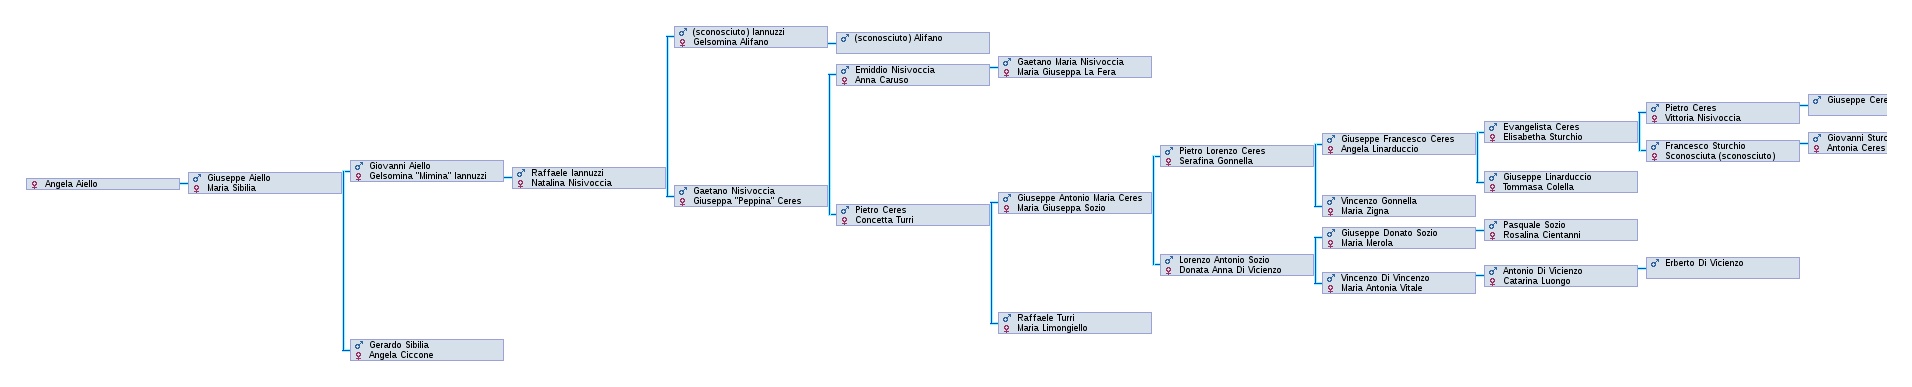 Angela Aiello
Giuseppe Aiello
Maria Sibilia
Giovanni Aiello
Gelsomina "Mimina" Iannuzzi
Gerardo Sibilia
Angela Ciccone
Raffaele Iannuzzi
Natalina Nisivoccia
(sconosciuto) Iannuzzi
Gelsomina Alifano
Gaetano Nisivoccia
Giuseppa "Peppina" Ceres
(sconosciuto) Alifano
Emiddio Nisivoccia
Anna Caruso
Pietro Ceres
Concetta Turri
Gaetano Maria Nisivoccia
Maria Giuseppa La Fera
Giuseppe Antonio Maria Ceres
Maria Giuseppa Sozio
Raffaele Turri
Maria Limongiello
Pietro Lorenzo Ceres
Serafina Gonnella
Lorenzo Antonio Sozio
Donata Anna Di Vicienzo
Giuseppe Francesco Ceres
Angela Linarduccio
Vincenzo Gonnella
Maria Zigna
Giuseppe Donato Sozio
Maria Merola
Vincenzo Di Vincenzo
Maria Antonia Vitale
Evangelista Ceres
Elisabetha Sturchio
Giuseppe Linarduccio
Tommasa Colella
Pasquale Sozio
Rosalina Cientanni
Antonio Di Vicienzo
Catarina Luongo
Pietro Ceres
Vittoria Nisivoccia
Francesco Sturchio
Sconosciuta (sconosciuto)
Erberto Di Vicienzo
Giuseppe Cere
Giovanni Sturc
Antonia Ceres